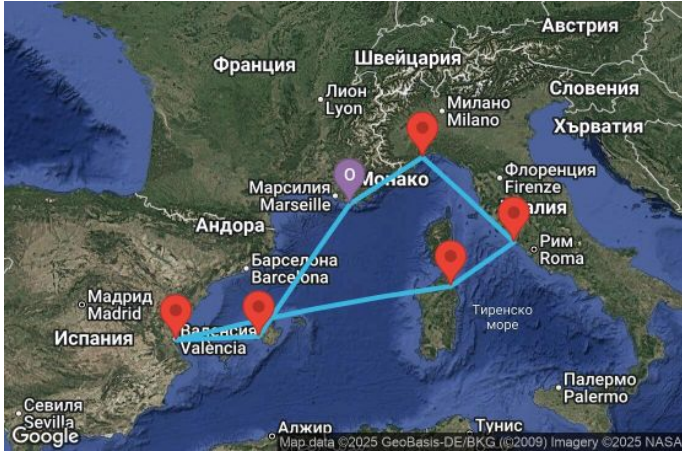 Австрия
Франция
Швейцария
Словения
Лион
Lyon
Милано
Milano
Хърватия
O
Монако
Флоренция
Firenze
Марсилия
Marseille
Андора
Рим
Roma
Барселона
Barcelona
Мадрид
Madrid
Валенсия
València
Испания
Тиренско
море
Палермо
Palermo
Севиля
Sevilla
Google
Алжир
Тунис
Map data ©2025 GeoBasis-DE/BKG (©2009) Imagery ©2025 NASA